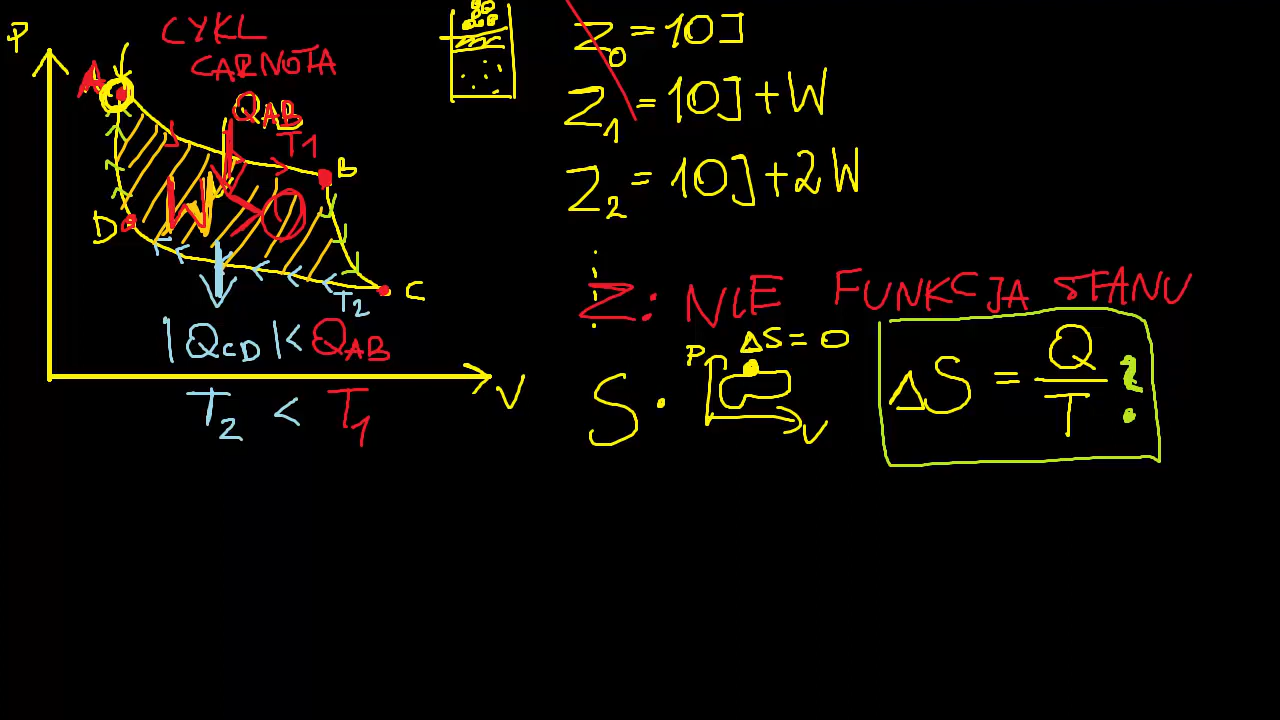 P
CYKL
CARNOTA
A
QAB
T1
B
W
D
T2
C
|QCD| < QAB
V
T2 < T1
Z0 = 10J
Z1 = 10J + W
Z2 = 10J + 2W
Z: NIE FUNKCJA STANU
S.
P
ΔS = 0
V
ΔS = Q/T ?